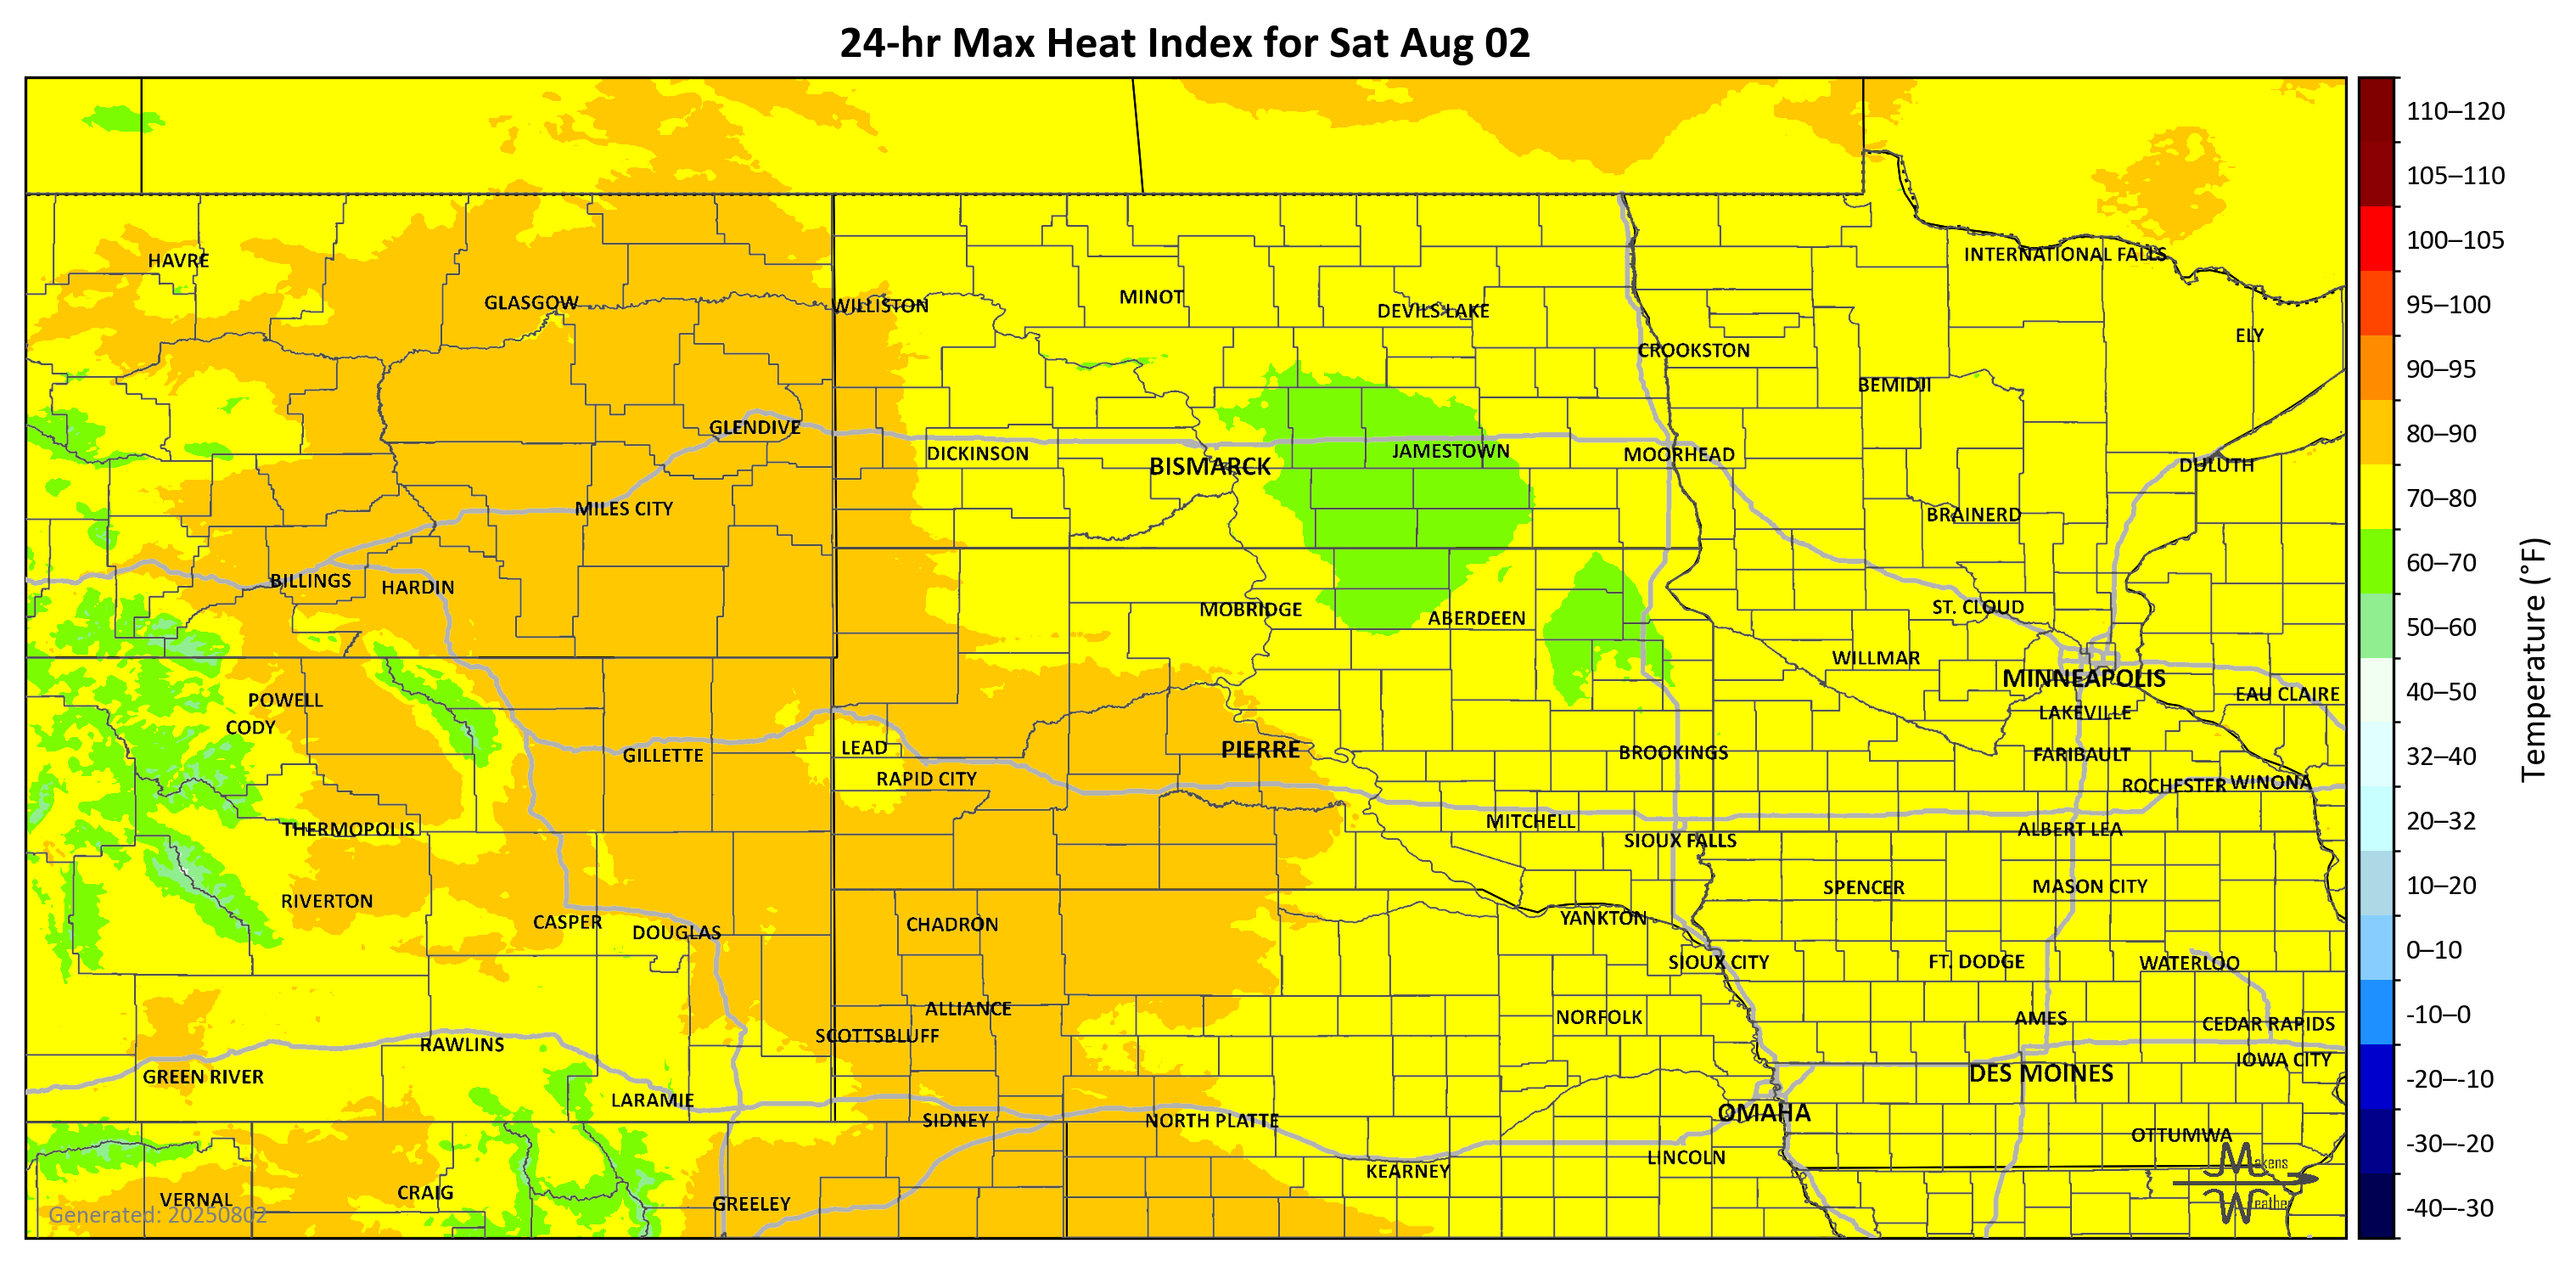 24-hr Max Heat Index for Sat Aug 02
110–120
105–110
100–105
95–100
90–95
80–90
70–80
60–70
50–60
40–50
32–40
20–32
10–20
0–10
-10–0
-20–-10
-30–-20
-40–-30
Temperature (°F)
HAVRE
INTERNATIONAL FALLS
GLASGOW
WILLISTON
MINOT
DEVILS LAKE
ELY
CROOKSTON
BEMIDJI
GLENDIVE
DICKINSON
BISMARCK
JAMESTOWN
MOORHEAD
DULUTH
MILES CITY
BRAINERD
BILLINGS
HARDIN
MOBRIDGE
ABERDEEN
ST. CLOUD
WILLMAR
MINNEAPOLIS
EAU CLAIRE
POWELL
CODY
LAKEVILLE
GILLETTE
LEAD
PIERRE
BROOKINGS
FARIBAULT
RAPID CITY
ROCHESTER
WINONA
THERMOPOLIS
MITCHELL
SIOUX FALLS
ALBERT LEA
RIVERTON
SPENCER
MASON CITY
CASPER
DOUGLAS
CHADRON
YANKTON
SIOUX CITY
FT. DODGE
WATERLOO
ALLIANCE
SCOTTSBLUFF
NORFOLK
AMES
CEDAR RAPIDS
RAWLINS
IOWA CITY
GREEN RIVER
DES MOINES
LARAMIE
SIDNEY
NORTH PLATTE
OMAHA
OTTUMWA
LINCOLN
KEARNEY
VERNAL
CRAIG
GREELEY
Generated: 20250802
Makens
Weather